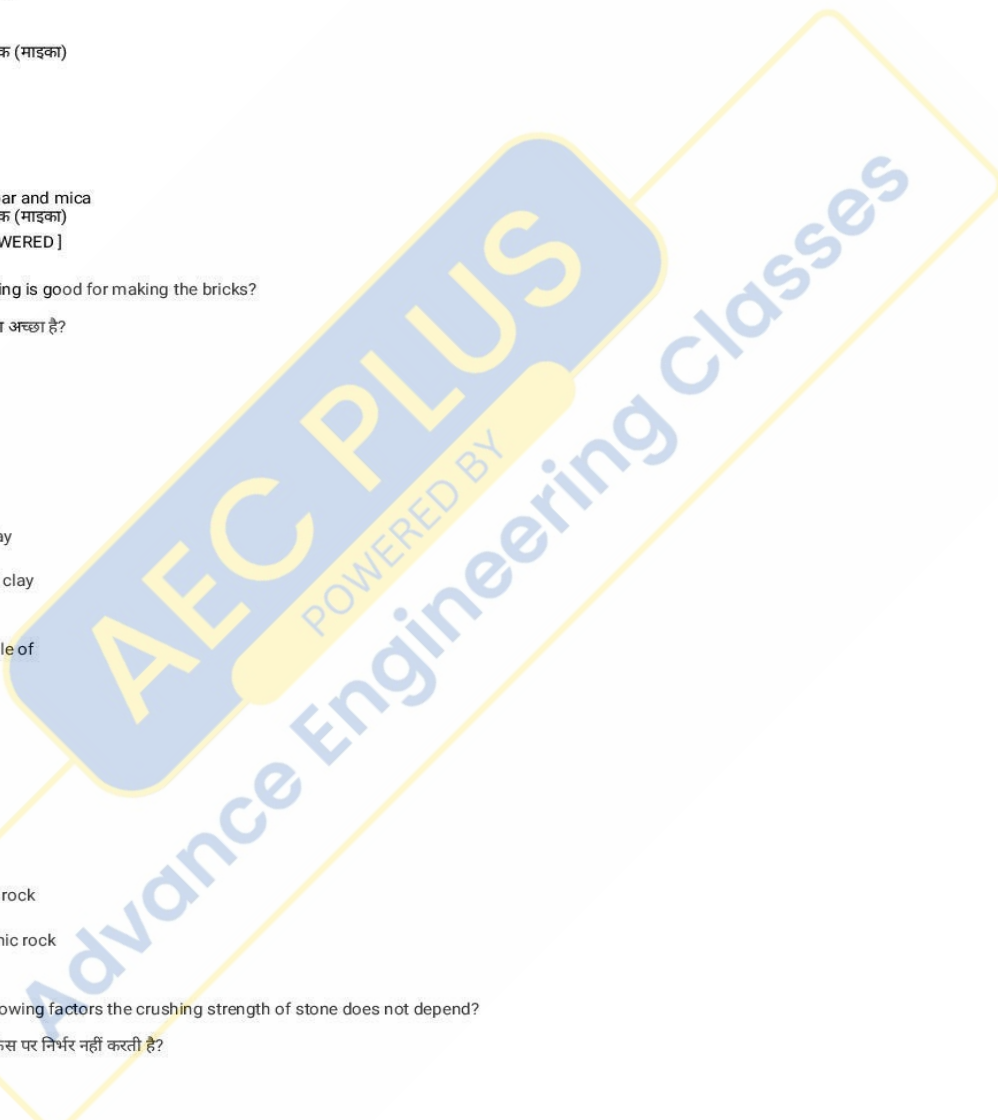 क (माइका)
ar and mica
क (माइका)
WERED ]
ing is good for making the bricks?
ा अच्छा है?
ay
clay
le of
rock
nic rock
owing factors the crushing strength of stone does not depend?
स पर निर्भर नहीं करती है?
AEC PLUS
POWERED BY
Advance Engineering Classes